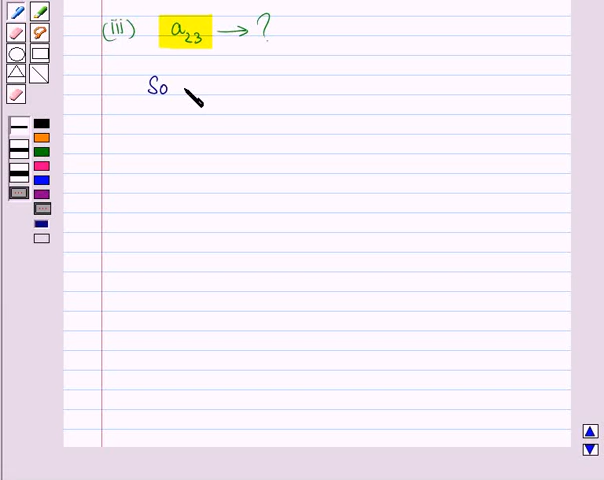 (iii) a₂₃ → ?
So